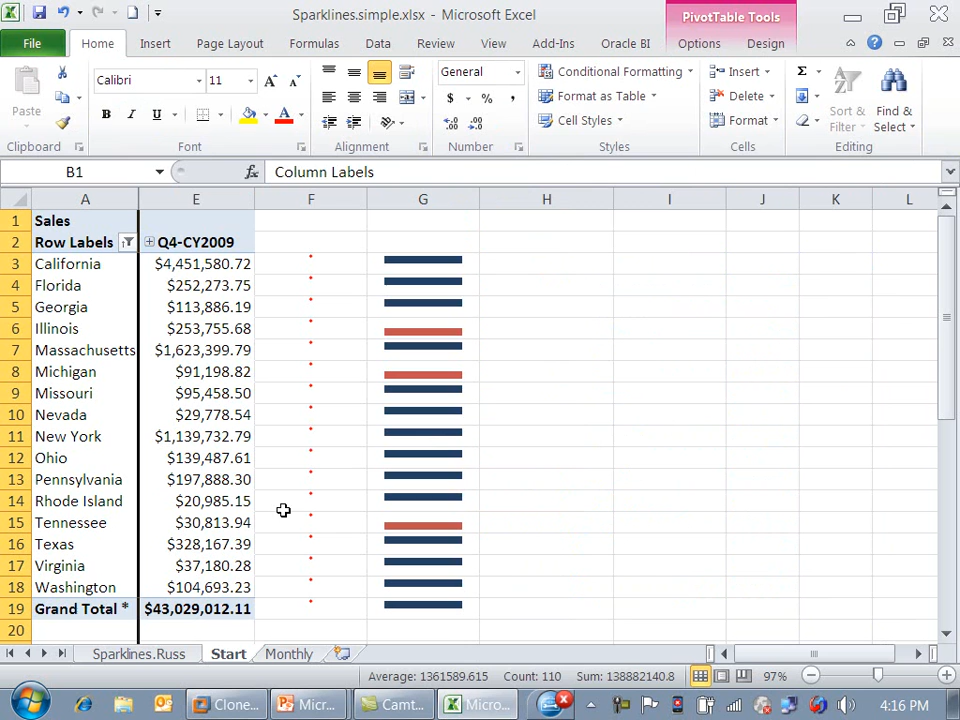 Sparklines.simple.xlsx - Microsoft Excel
PivotTable Tools
File Home Insert Page Layout Formulas Data Review View Add-Ins Oracle BI Options Design
Paste
Calibri 11
General
Conditional Formatting
Format as Table
Cell Styles
Insert
Delete
Format
Sort & Filter
Find & Select
B I U A
$ % ,
Σ
Clipboard Font Alignment Number Styles Cells Editing
B1 fx Column Labels
A E F G H I J K L
1 Sales
2 Row Labels Q4-CY2009
3 California $4,451,580.72
4 Florida $252,273.75
5 Georgia $113,886.19
6 Illinois $253,755.68
7 Massachusetts $1,623,399.79
8 Michigan $91,198.82
9 Missouri $95,458.50
10 Nevada $29,778.54
11 New York $1,139,732.79
12 Ohio $139,487.61
13 Pennsylvania $197,888.30
14 Rhode Island $20,985.15
15 Tennessee $30,813.94
16 Texas $328,167.39
17 Virginia $37,180.28
18 Washington $104,693.23
19 Grand Total * $43,029,012.11
20
Sparklines.Russ Start Monthly
Average: 1361589.615 Count: 110 Sum: 138882140.8 97%
Clone... Micr... Camt... Micro... 4:16 PM